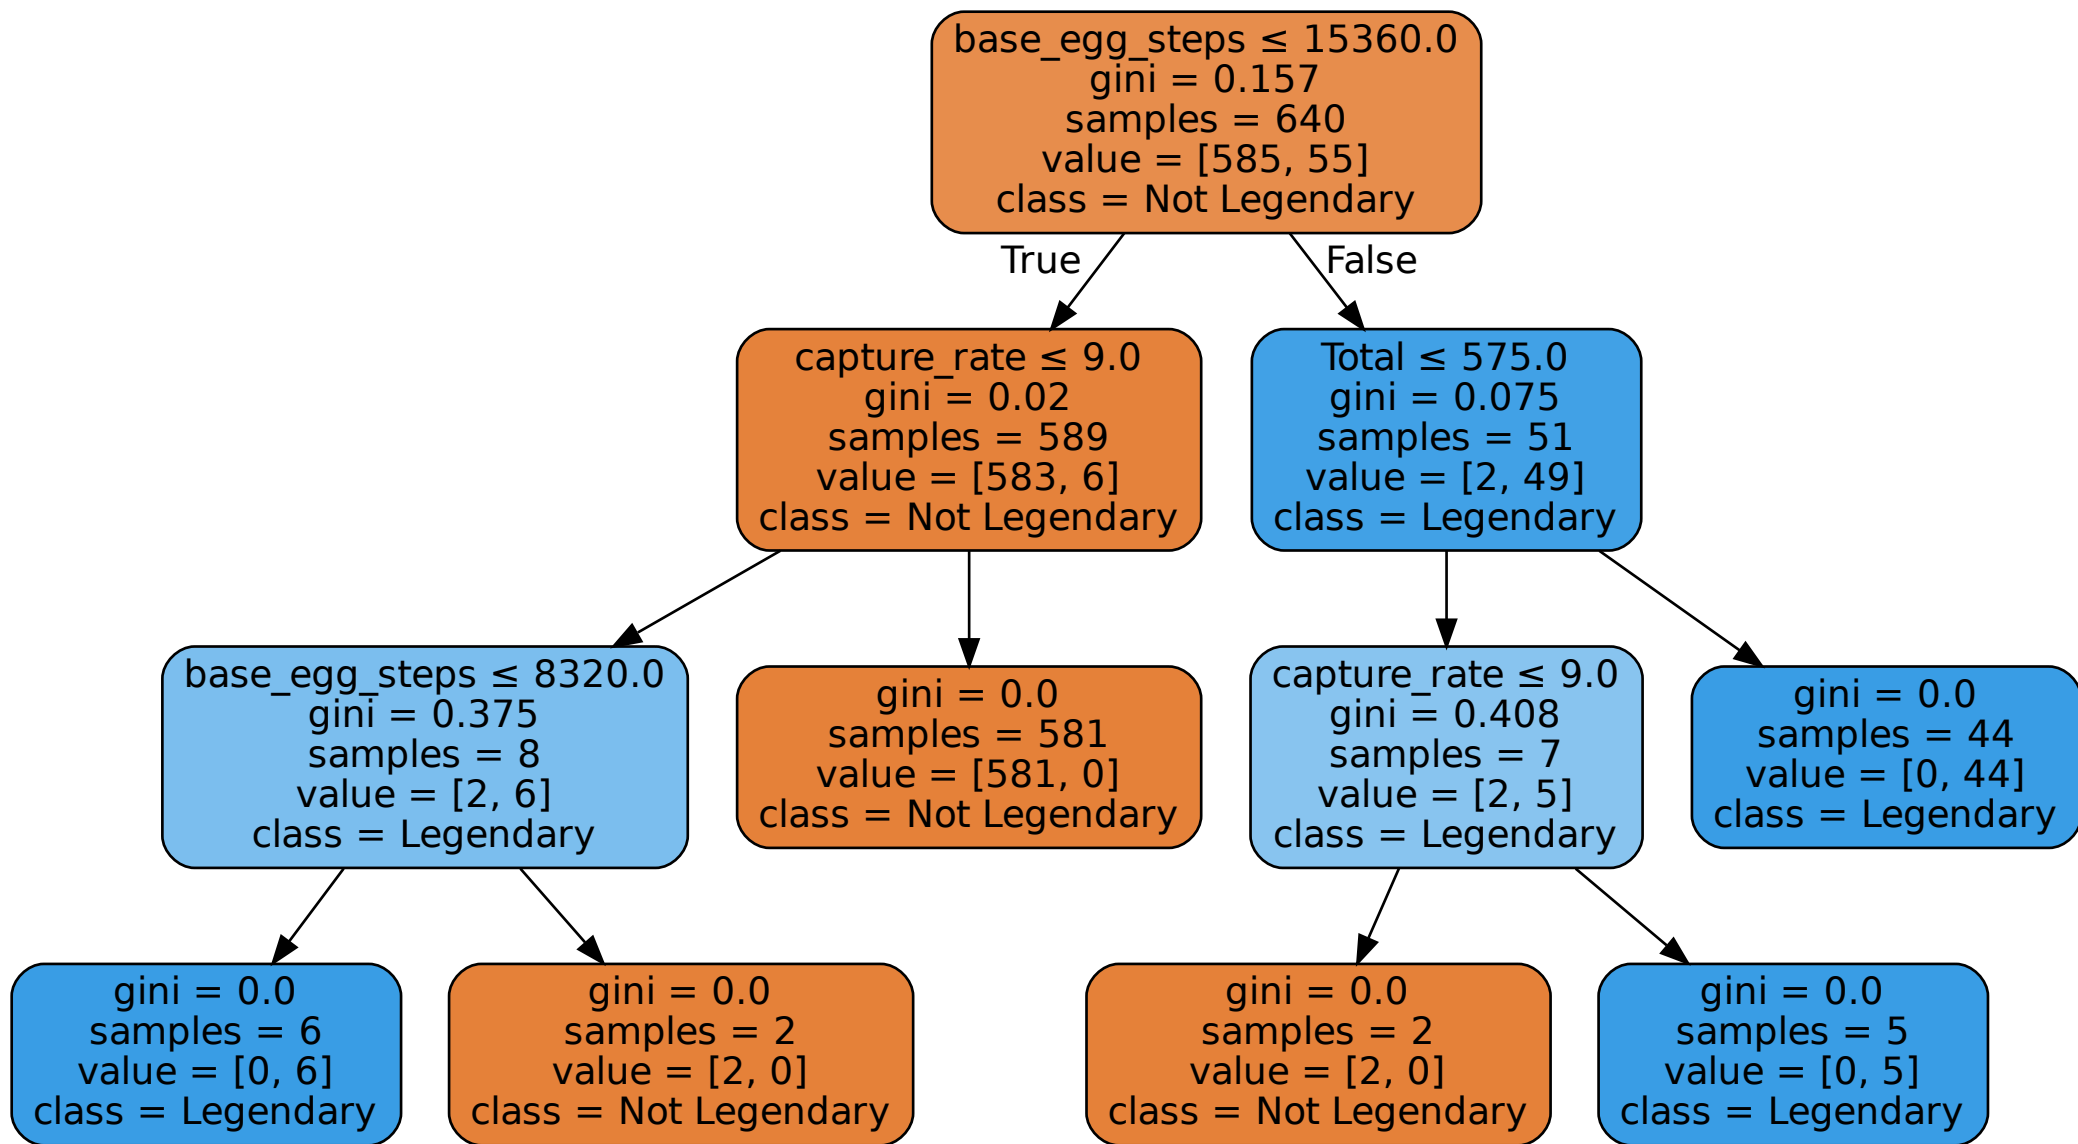 base_egg_steps ≤ 15360.0
gini = 0.157
samples = 640
value = [585, 55]
class = Not Legendary
True
False
capture_rate ≤ 9.0
gini = 0.02
samples = 589
value = [583, 6]
class = Not Legendary
Total ≤ 575.0
gini = 0.075
samples = 51
value = [2, 49]
class = Legendary
base_egg_steps ≤ 8320.0
gini = 0.375
samples = 8
value = [2, 6]
class = Legendary
gini = 0.0
samples = 581
value = [581, 0]
class = Not Legendary
capture_rate ≤ 9.0
gini = 0.408
samples = 7
value = [2, 5]
class = Legendary
gini = 0.0
samples = 44
value = [0, 44]
class = Legendary
gini = 0.0
samples = 6
value = [0, 6]
class = Legendary
gini = 0.0
samples = 2
value = [2, 0]
class = Not Legendary
gini = 0.0
samples = 2
value = [2, 0]
class = Not Legendary
gini = 0.0
samples = 5
value = [0, 5]
class = Legendary